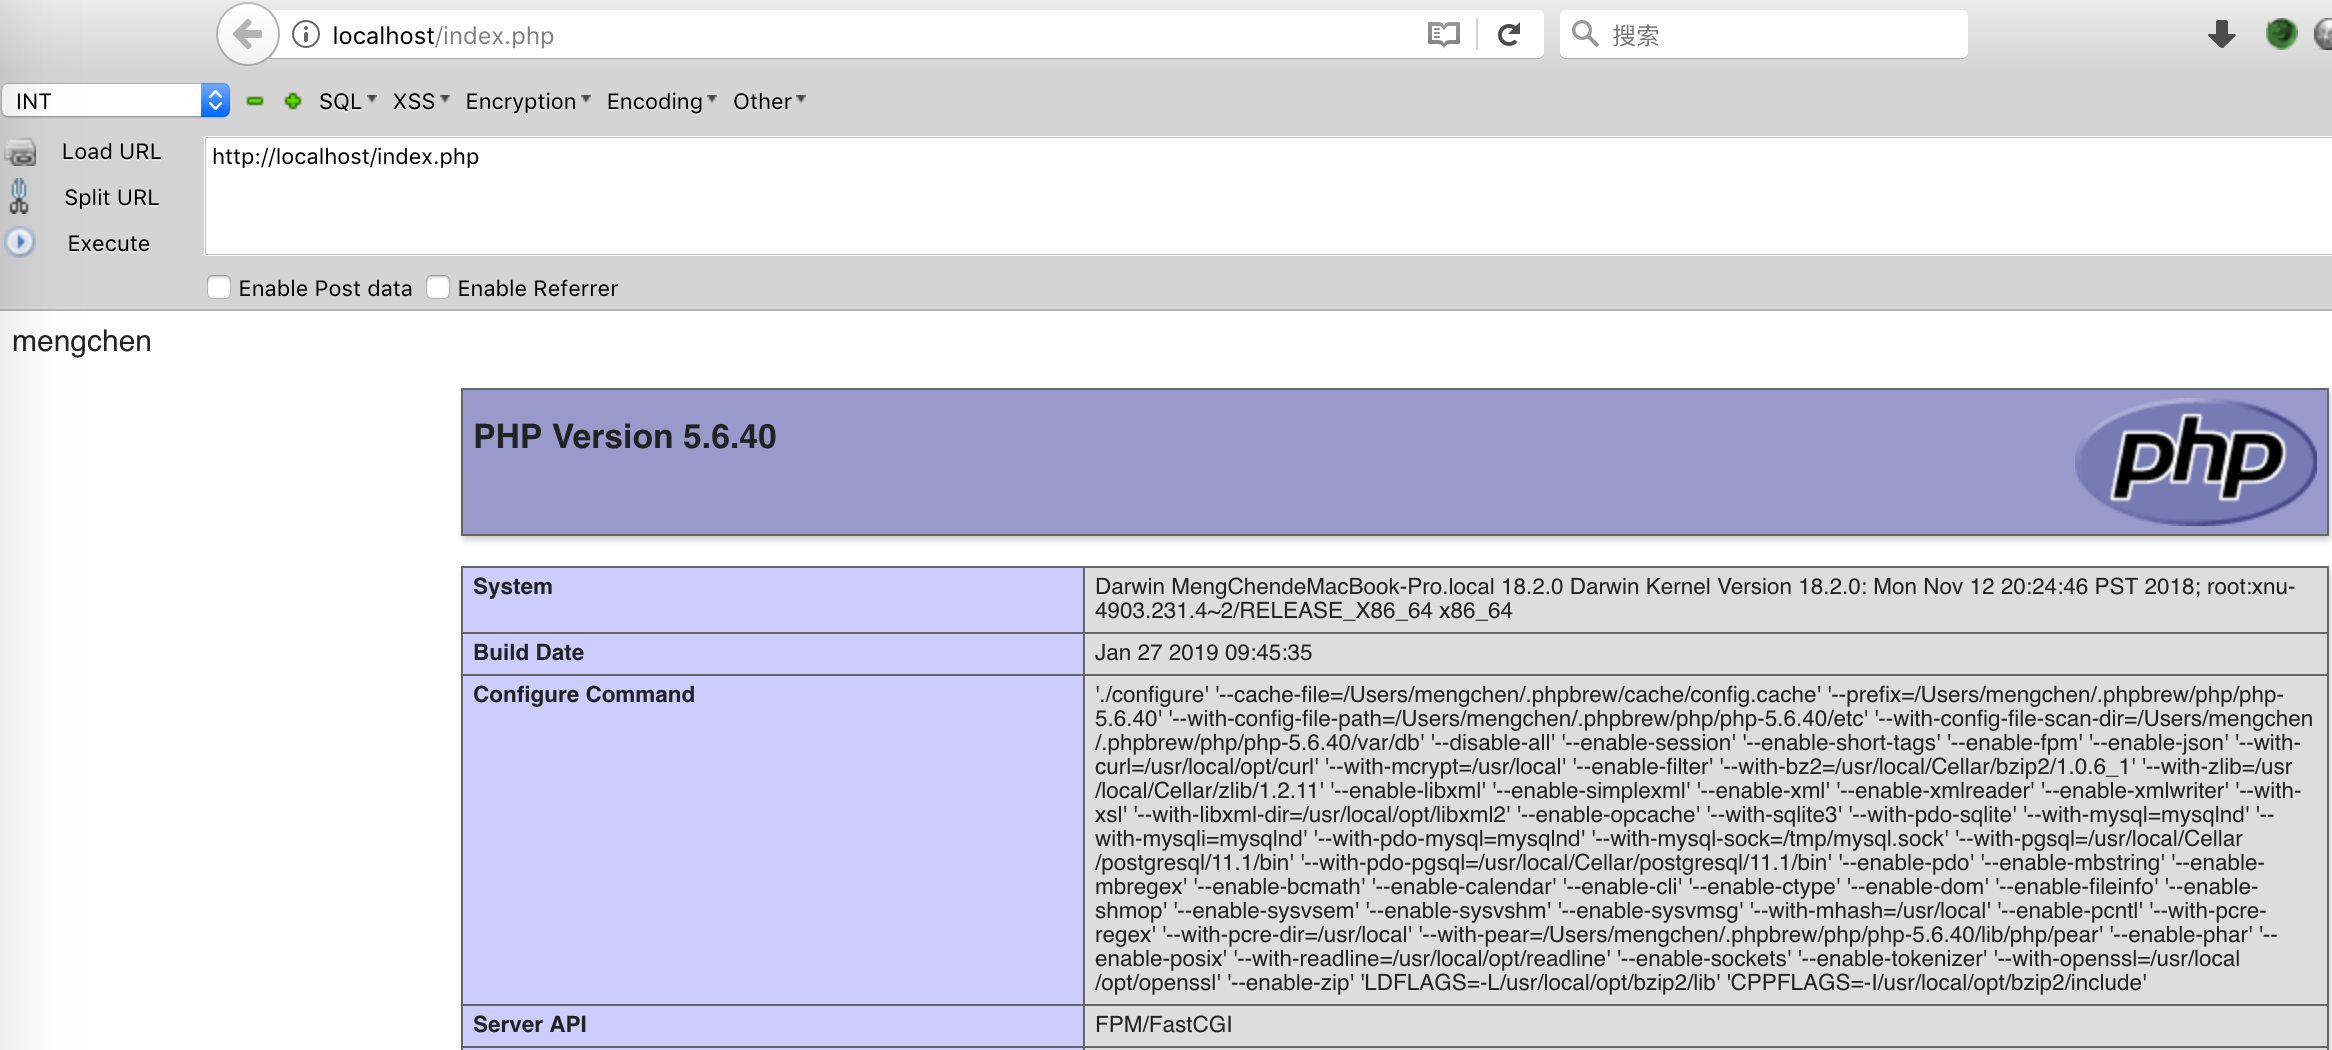 localhost/index.php
搜索
INT SQL XSS Encryption Encoding Other
Load URL
http://localhost/index.php
Split URL
Execute
Enable Post data Enable Referrer
mengchen
PHP Version 5.6.40
php
System
Darwin MengChendeMacBook-Pro.local 18.2.0 Darwin Kernel Version 18.2.0: Mon Nov 12 20:24:46 PST 2018; root:xnu-
4903.231.4~2/RELEASE_X86_64 x86_64
Build Date
Jan 27 2019 09:45:35
Configure Command
'./configure' '--cache-file=/Users/mengchen/.phpbrew/cache/config.cache' '--prefix=/Users/mengchen/.phpbrew/php/php-
5.6.40' '--with-config-file-path=/Users/mengchen/.phpbrew/php/php-5.6.40/etc' '--with-config-file-scan-dir=/Users/mengchen
/.phpbrew/php/php-5.6.40/var/db' '--disable-all' '--enable-session' '--enable-short-tags' '--enable-fpm' '--enable-json' '--with-
curl=/usr/local/opt/curl' '--with-mcrypt=/usr/local' '--enable-filter' '--with-bz2=/usr/local/Cellar/bzip2/1.0.6_1' '--with-zlib=/usr
/local/Cellar/zlib/1.2.11' '--enable-libxml' '--enable-simplexml' '--enable-xml' '--enable-xmlreader' '--enable-xmlwriter' '--with-
xsl' '--with-libxml-dir=/usr/local/opt/libxml2' '--enable-opcache' '--with-sqlite3' '--with-pdo-sqlite' '--with-mysql=mysqlnd' '--
with-mysqli=mysqlnd' '--with-pdo-mysql=mysqlnd' '--with-mysql-sock=/tmp/mysql.sock' '--with-pgsql=/usr/local/Cellar
/postgresql/11.1/bin' '--with-pdo-pgsql=/usr/local/Cellar/postgresql/11.1/bin' '--enable-pdo' '--enable-mbstring' '--enable-
mbregex' '--enable-bcmath' '--enable-calendar' '--enable-cli' '--enable-ctype' '--enable-dom' '--enable-fileinfo' '--enable-
shmop' '--enable-sysvsem' '--enable-sysvshm' '--enable-sysvmsg' '--with-mhash=/usr/local' '--enable-pcntl' '--with-pcre-
regex' '--with-pcre-dir=/usr/local' '--with-pear=/Users/mengchen/.phpbrew/php/php-5.6.40/lib/php/pear' '--enable-phar' '--
enable-posix' '--with-readline=/usr/local/opt/readline' '--enable-sockets' '--enable-tokenizer' '--with-openssl=/usr/local
/opt/openssl' '--enable-zip' 'LDFLAGS=-L/usr/local/opt/bzip2/lib' 'CPPFLAGS=-I/usr/local/opt/bzip2/include'
Server API
FPM/FastCGI